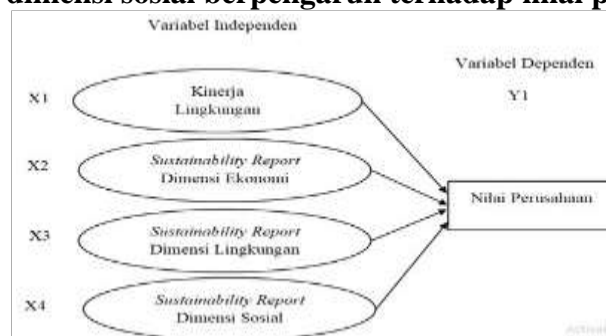 dimensi sosial berpengaruh terhadap nilai p
Variabel Independen
Variabel Dependen
Y1
X1
Kinerja
Lingkungan
X2
Sustainability Report
Dimensi Ekonomi
Nilai Perusahaan
X3
Sustainability Report
Dimensi Lingkungan
X4
Sustainability Report
Dimensi Sosial